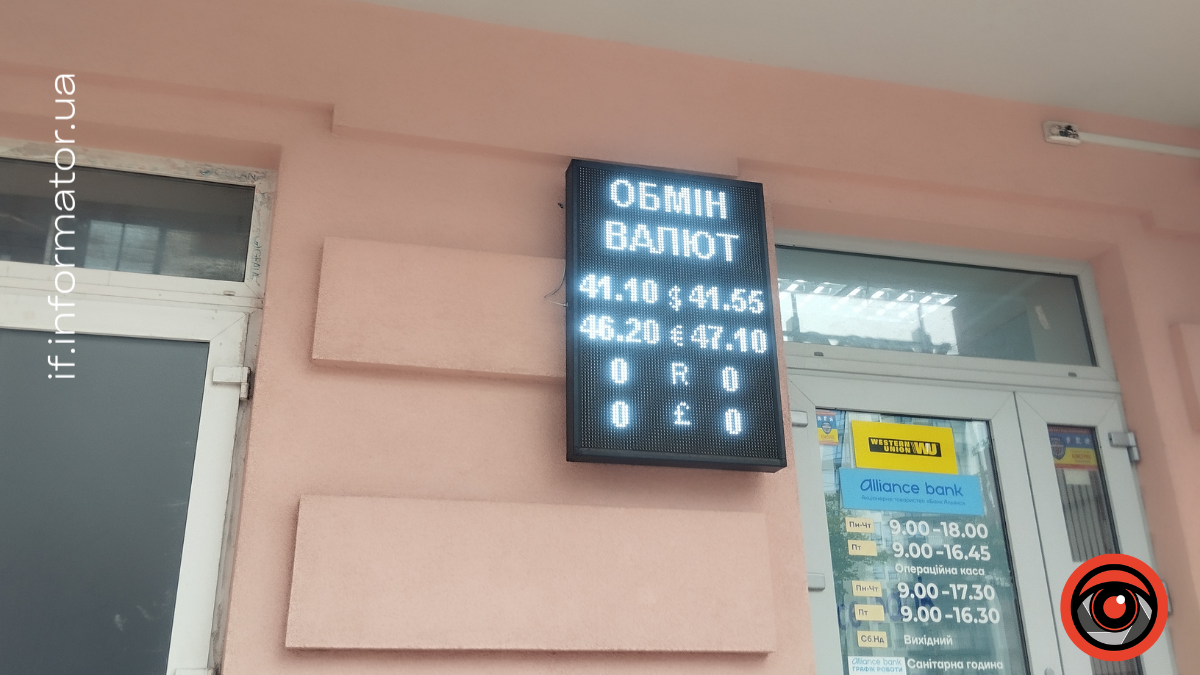 if.informator.ua
ОБМІН
ВАЛЮТ
41.10 $ 41.55
46.20 € 47.10
0 R 0
0 £ 0
WESTERN UNION WU
alliance bank
Пн-Чт 9.00-18.00
Пт 9.00-16.45
Операційна каса
Пн-Чт 9.00-17.30
Пт 9.00-16.30
Сб.Нд Вихідний
alliance bank
ГРАФІК РОБОТИ
Санітарна година